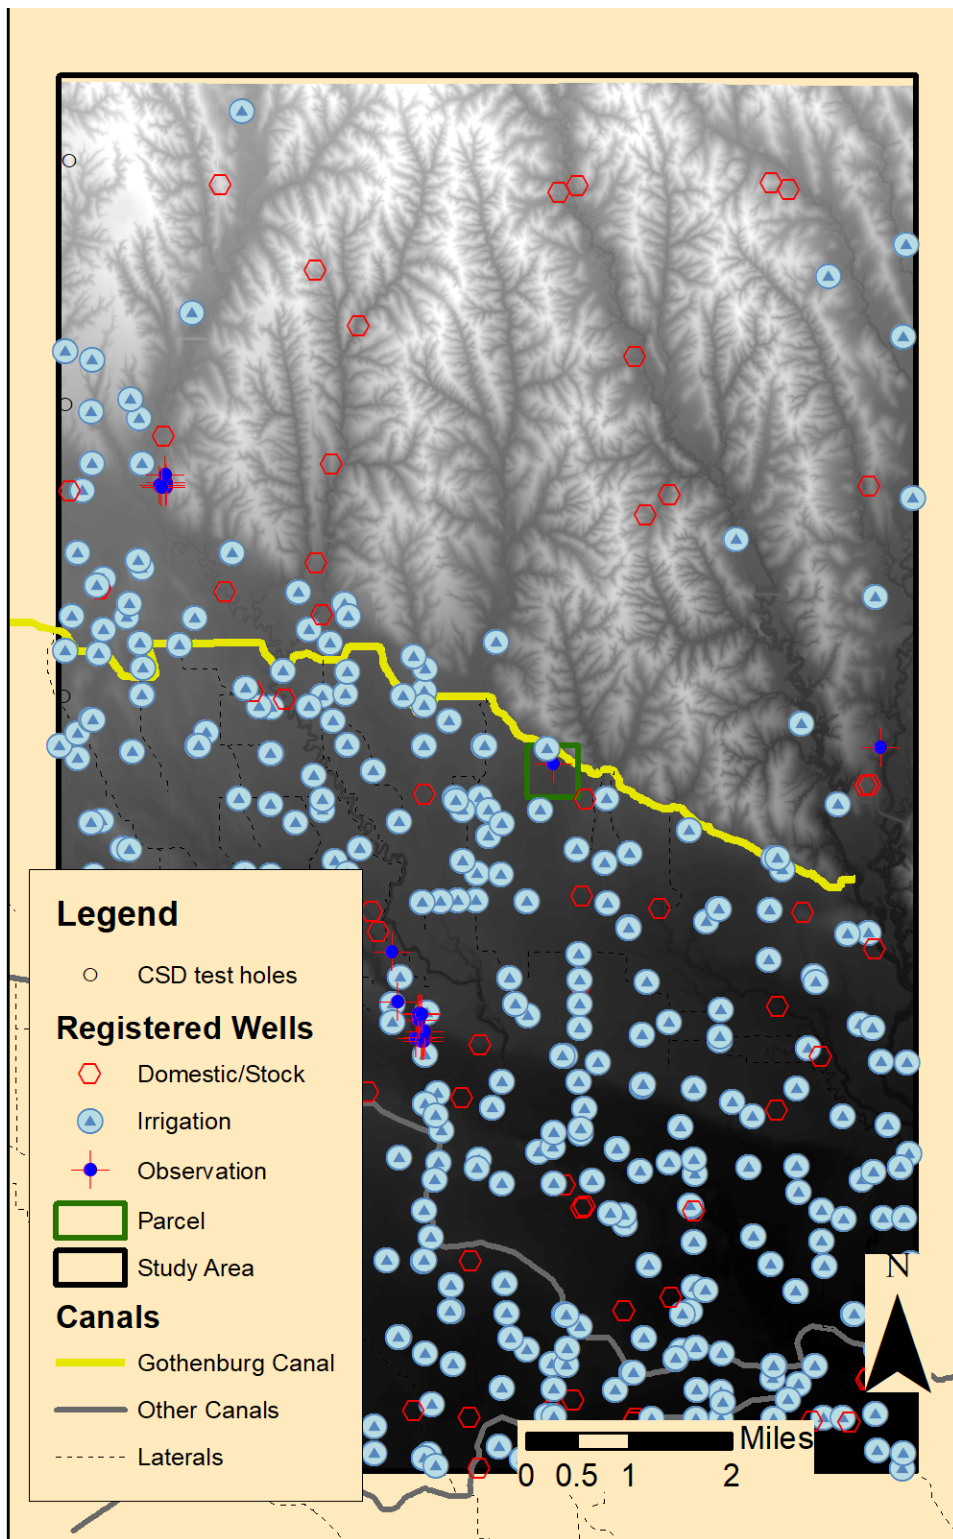 Legend
CSD test holes
Registered Wells
Domestic/Stock
Irrigation
Observation
Parcel
Study Area
Canals
Gothenburg Canal
Other Canals
Laterals
N
Miles
0 0.5 1 2